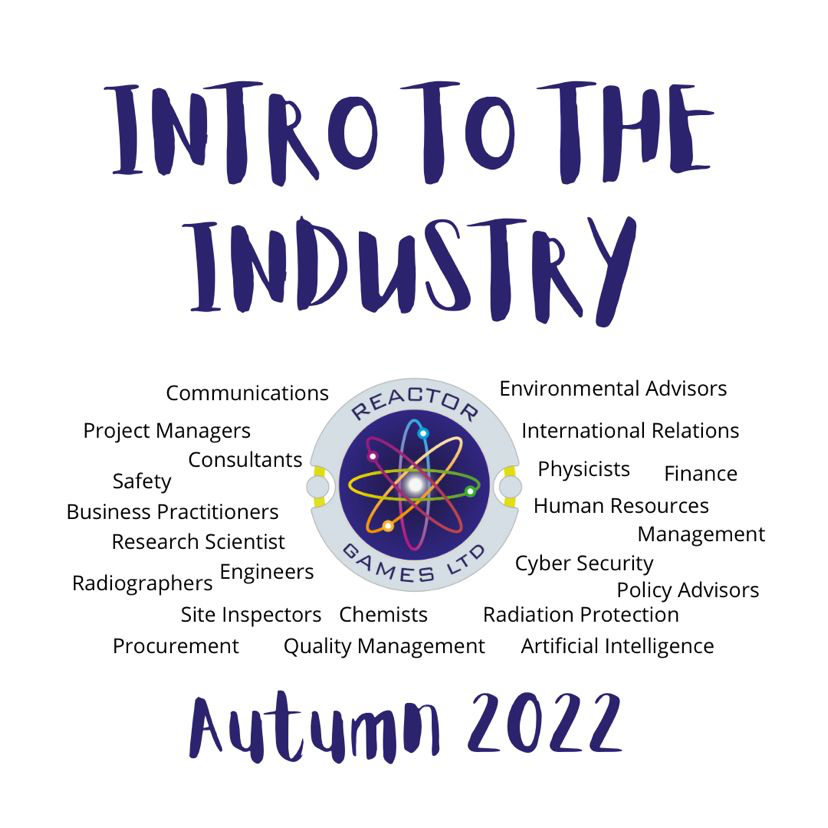 INTRO TO THE
INDUSTRY
Communications
Project Managers
Consultants
Safety
Business Practitioners
Research Scientist
Engineers
Radiographers
Site Inspectors
Chemists
Procurement
Quality Management
REACTOR
GAMES LTD
Environmental Advisors
International Relations
Physicists
Finance
Human Resources
Management
Cyber Security
Policy Advisors
Radiation Protection
Artificial Intelligence
Autumn 2022